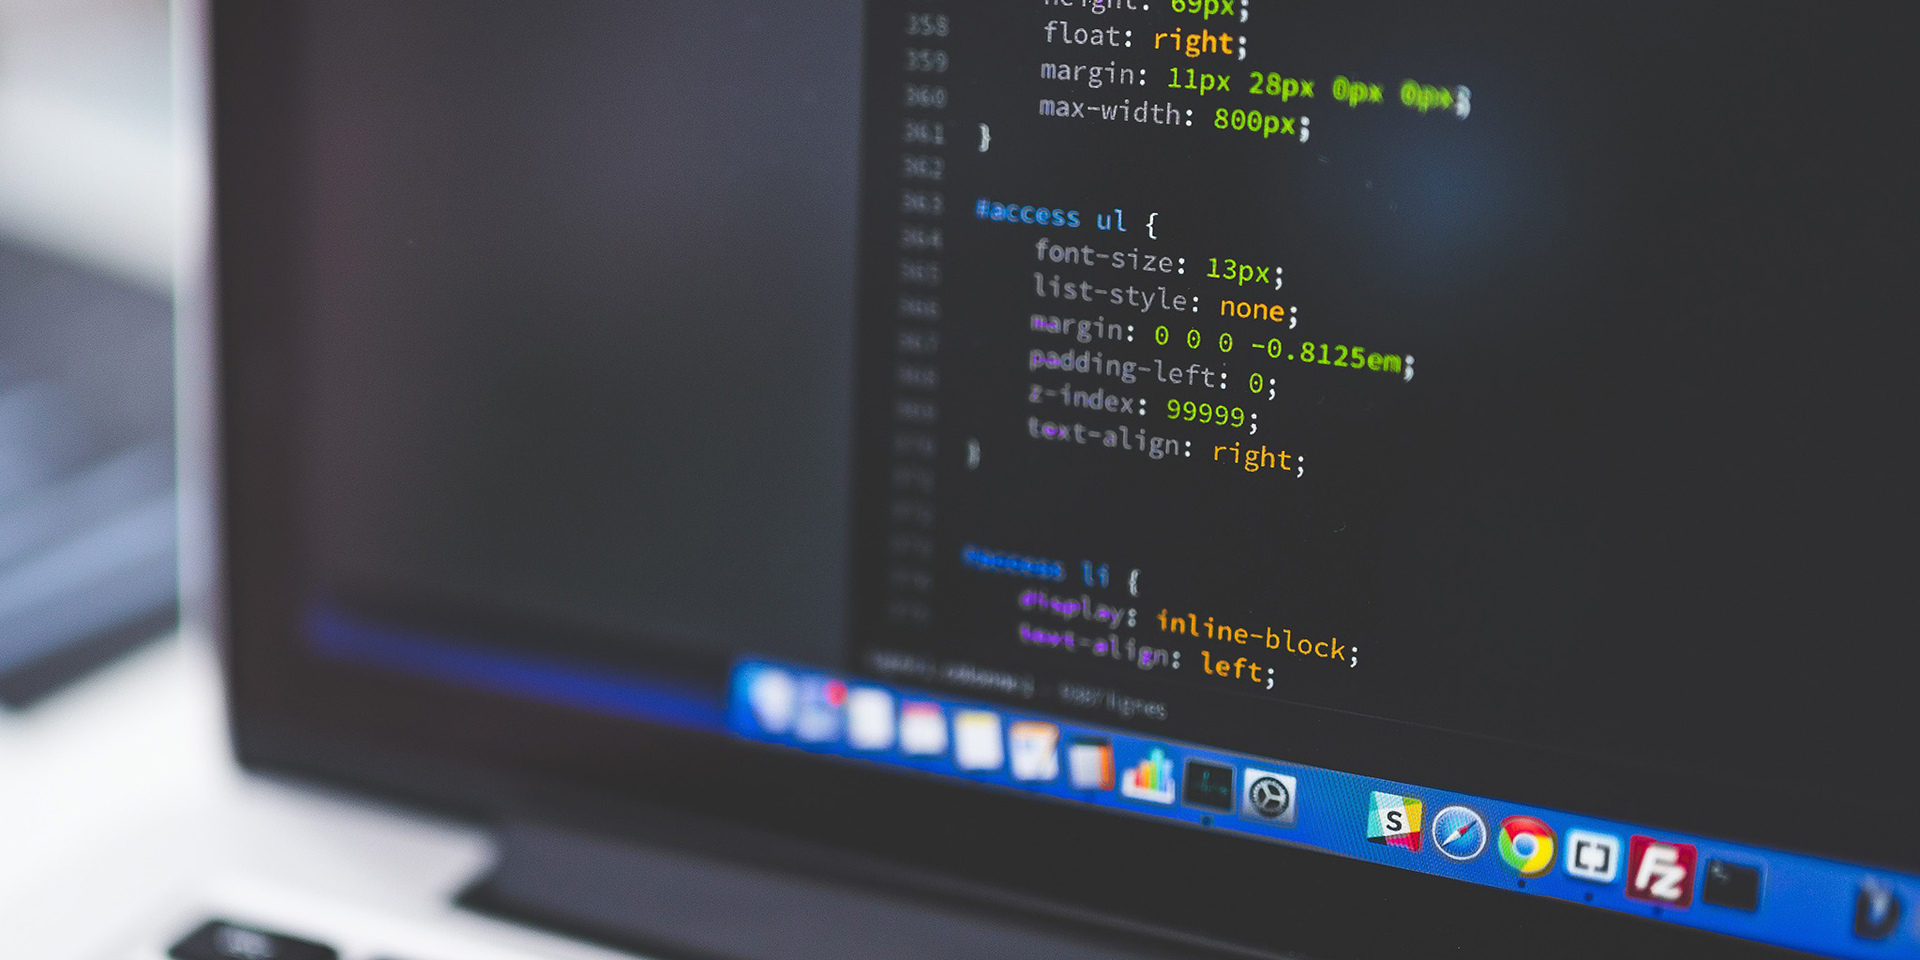 height: 69px;
358 float: right;
359 margin: 11px 28px 0px 0px;
360 max-width: 800px;
361 }
362
363 #access ul {
364 font-size: 13px;
365 list-style: none;
366 margin: 0 0 0 -0.8125em;
367 padding-left: 0;
368 z-index: 99999;
369 text-align: right;
370 }
371
372
373 #access li {
374 display: inline-block;
375 text-align: left;
S
FZ